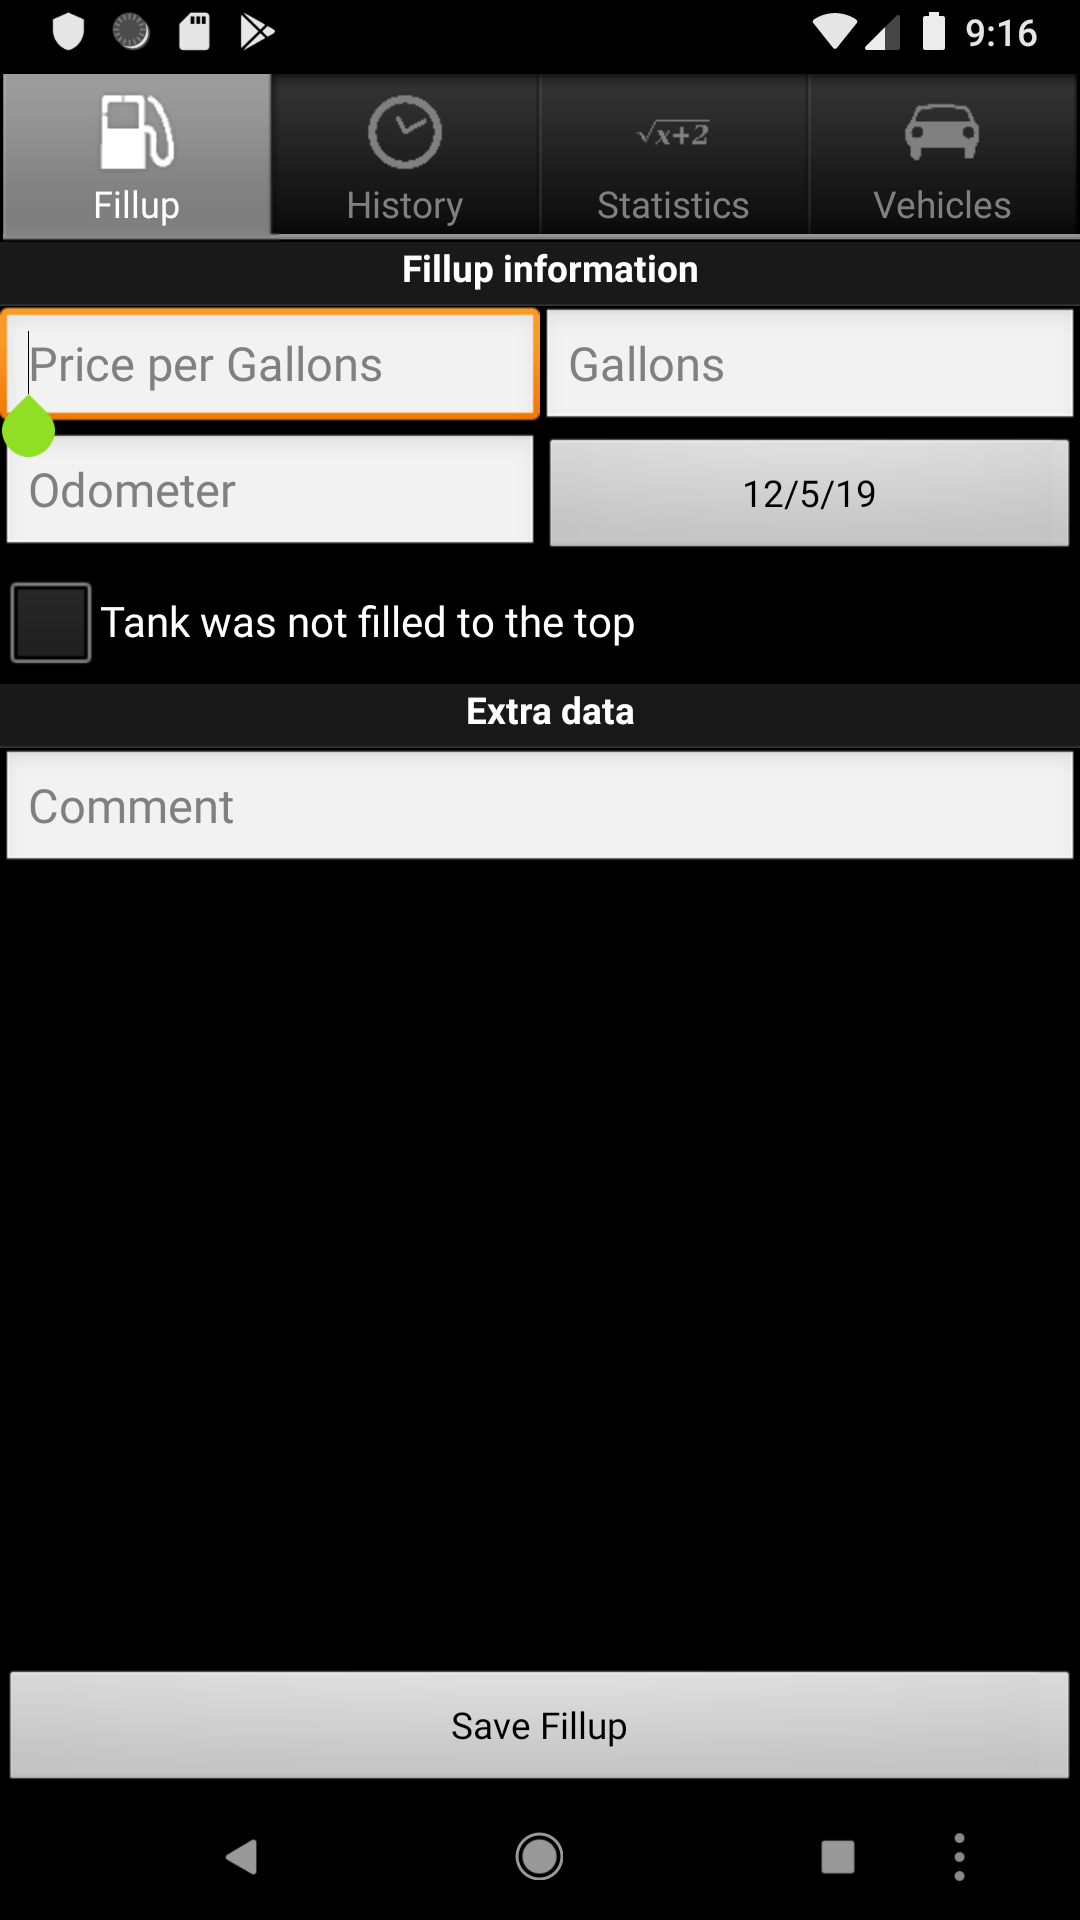 9:16
Fillup
History
√x+2
Statistics
Vehicles
Fillup information
Price per Gallons
Gallons
Odometer
12/5/19
Tank was not filled to the top
Extra data
Comment
Save Fillup